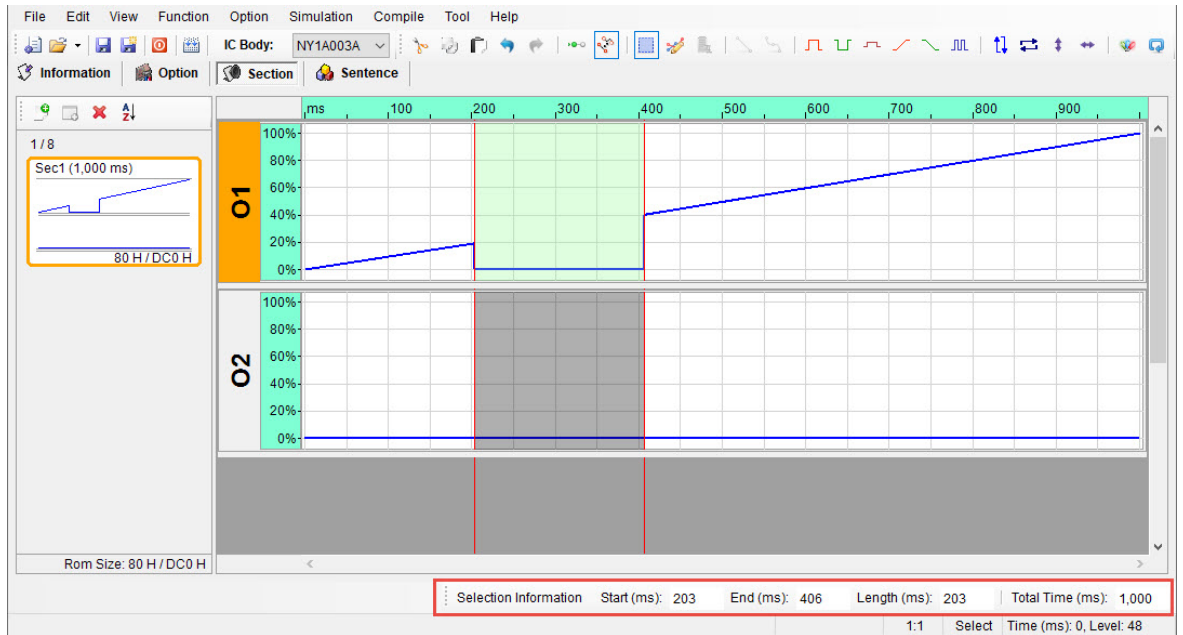 File Edit View Function Option Simulation Compile Tool Help
IC Body: NY1A003A
Information Option Section Sentence
1 / 8
Sec1 (1,000 ms)
80 H / DC0 H
Rom Size: 80 H / DC0 H
ms 100 200 300 400 500 600 700 800 900
O1
100%
80%
60%
40%
20%
0%
O2
100%
80%
60%
40%
20%
0%
Selection Information Start (ms): 203 End (ms): 406 Length (ms): 203 Total Time (ms): 1,000
1:1 Select Time (ms): 0, Level: 48